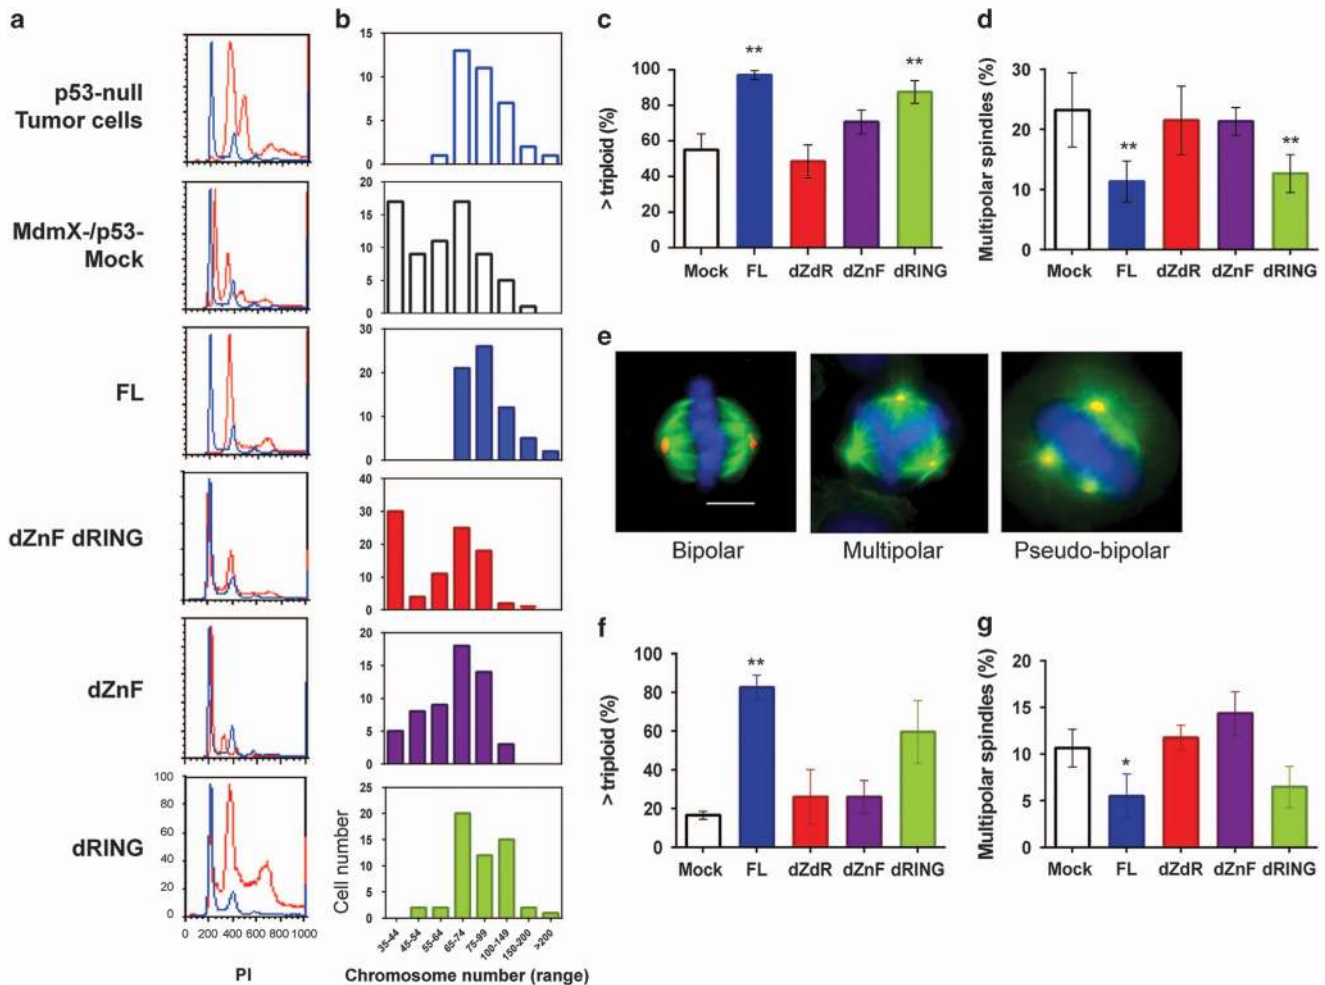 a
p53-null
Tumor cells
MdmX-/p53-
Mock
FL
dZnF dRING
dZnF
dRING
100
80
60
40
20
0
0 200 400 600 800 1000
PI
b
15
10
5
0
20
15
10
5
0
30
20
10
0
40
30
20
10
0
20
15
10
5
0
25
20
15
10
5
0
Cell number
35-44 45-54 55-64 65-74 75-99 100-149 150-200 >200
Chromosome number (range)
c
> triploid (%)
100
80
60
40
20
0
** **
Mock FL dZdR dZnF dRING
d
Multipolar spindles (%)
30
20
10
0
** **
Mock FL dZdR dZnF dRING
e
Bipolar Multipolar Pseudo-bipolar
f
> triploid (%)
100
80
60
40
20
0
**
Mock FL dZdR dZnF dRING
g
Multipolar spindles (%)
20
15
10
5
0
*
Mock FL dZdR dZnF dRING